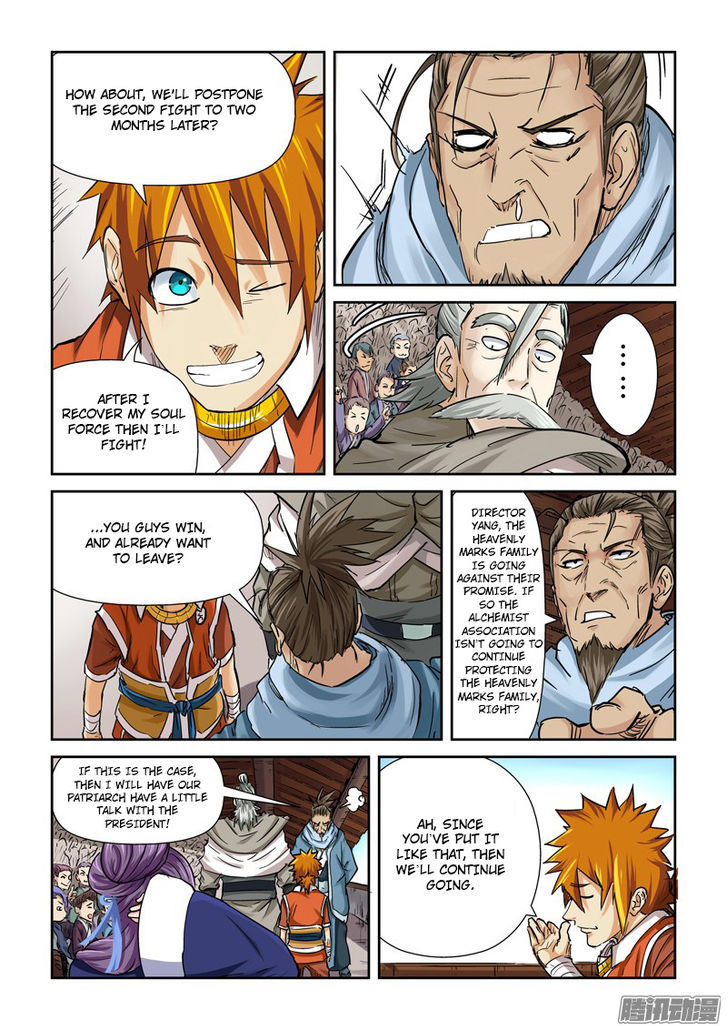 HOW ABOUT, WE'LL POSTPONE
THE SECOND FIGHT TO TWO
MONTHS LATER?
AFTER I
RECOVER MY SOUL
FORCE THEN I'LL
FIGHT!
...YOU GUYS WIN,
AND ALREADY WANT
TO LEAVE?
DIRECTOR
YANG, THE
HEAVENLY
MARKS FAMILY
IS GOING
AGAINST THEIR
PROMISE. IF
SO THE
ALCHEMIST
ASSOCIATION
ISN'T GOING
TO
CONTINUE
PROTECTING
THE HEAVENLY
MARKS FAMILY,
RIGHT?
IF THIS IS THE CASE,
THEN I WILL HAVE OUR
PATRIARCH HAVE A LITTLE
TALK WITH THE
PRESIDENT!
AH, SINCE
YOU'VE PUT IT
LIKE THAT, THEN
WE'LL CONTINUE
GOING.
腾讯动漫